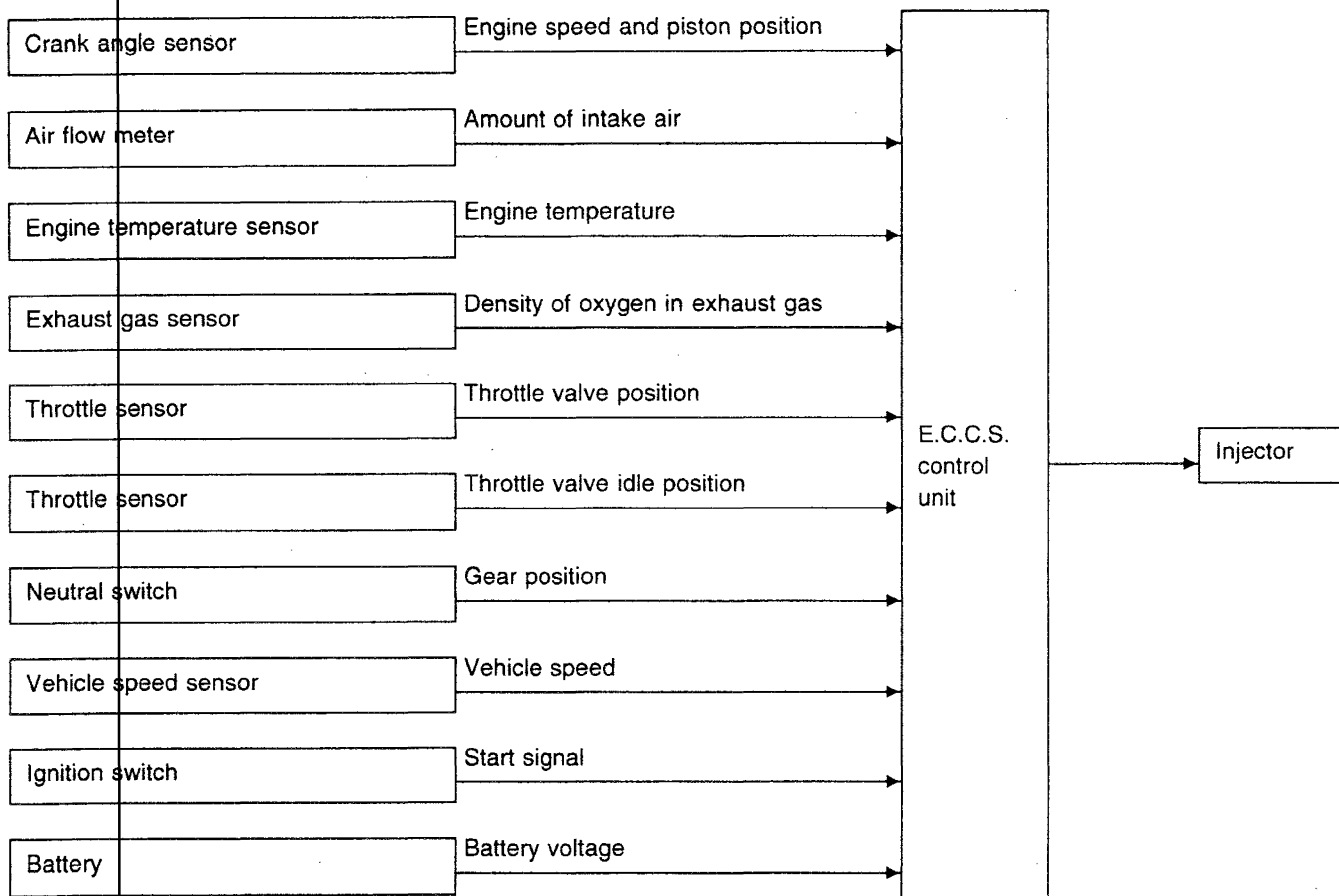 Crank angle sensor
Engine speed and piston position
Air flow meter
Amount of intake air
Engine temperature sensor
Engine temperature
Exhaust gas sensor
Density of oxygen in exhaust gas
Throttle sensor
Throttle valve position
Throttle sensor
Throttle valve idle position
Neutral switch
Gear position
Vehicle speed sensor
Vehicle speed
Ignition switch
Start signal
Battery
Battery voltage
E.C.C.S.
control
unit
Injector